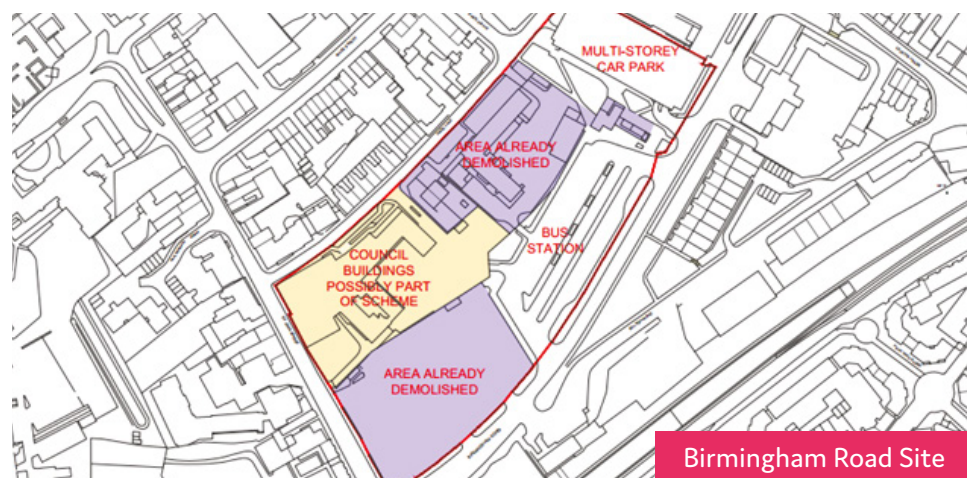 MULTI-STOREY
CAR PARK
AREA ALREADY
DEMOLISHED
BUS
STATION
COUNCIL
BUILDINGS
POSSIBLY PART
OF SCHEME
AREA ALREADY
DEMOLISHED
Birmingham Road Site